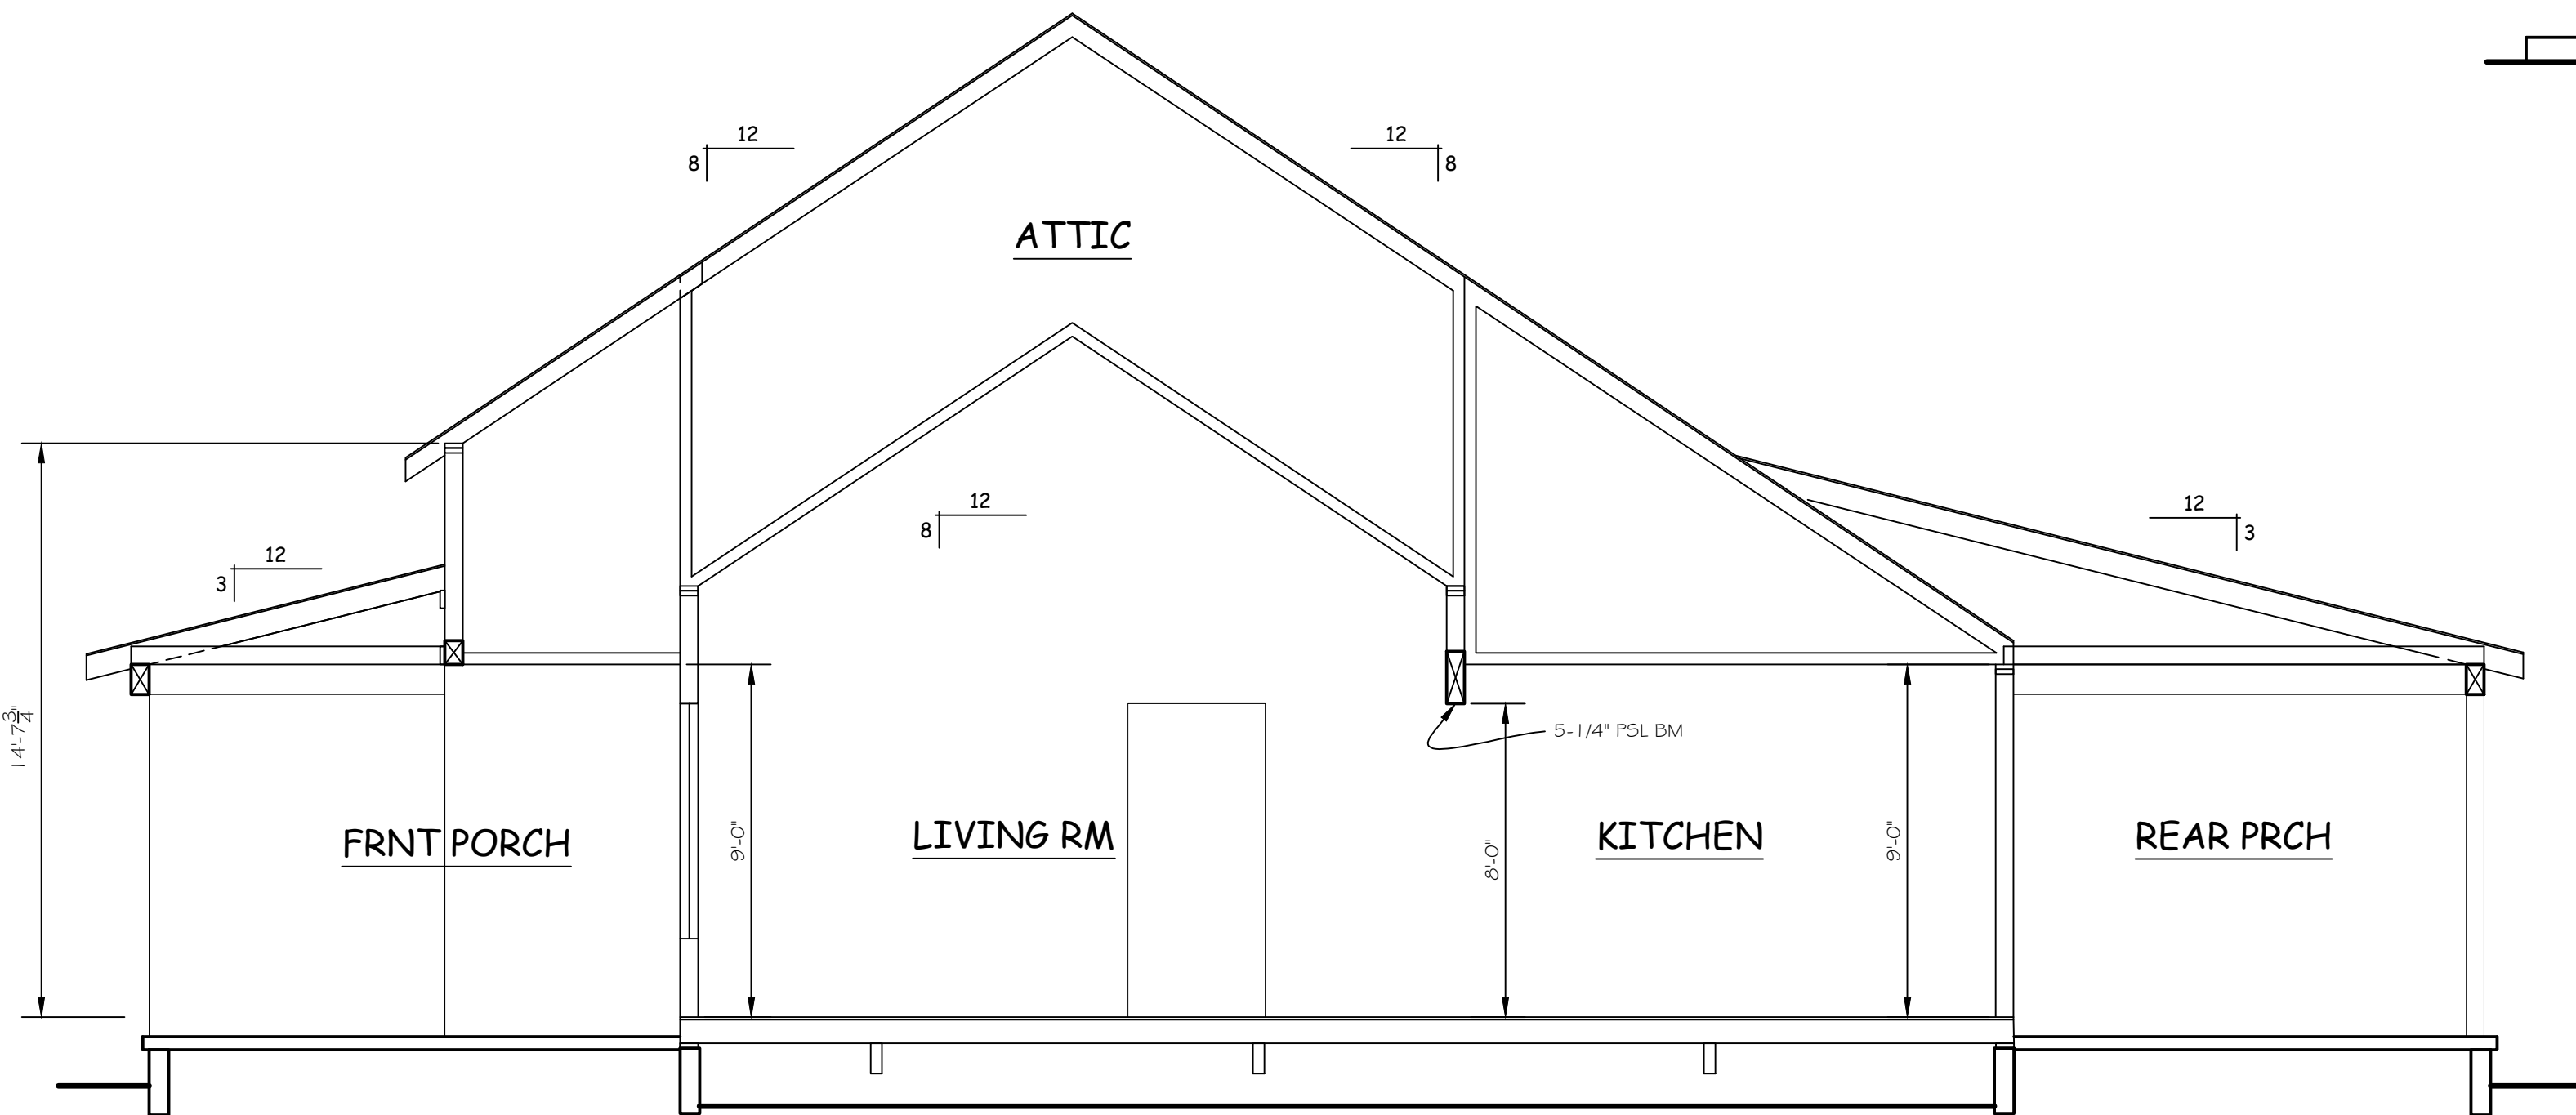 12
8
12
8
ATTIC
12
8
12
3
12
3
14'-7 3/4"
5-1/4" PSL BM
FRNT PORCH
9'-0"
LIVING RM
8'-0"
KITCHEN
9'-0"
REAR PRCH